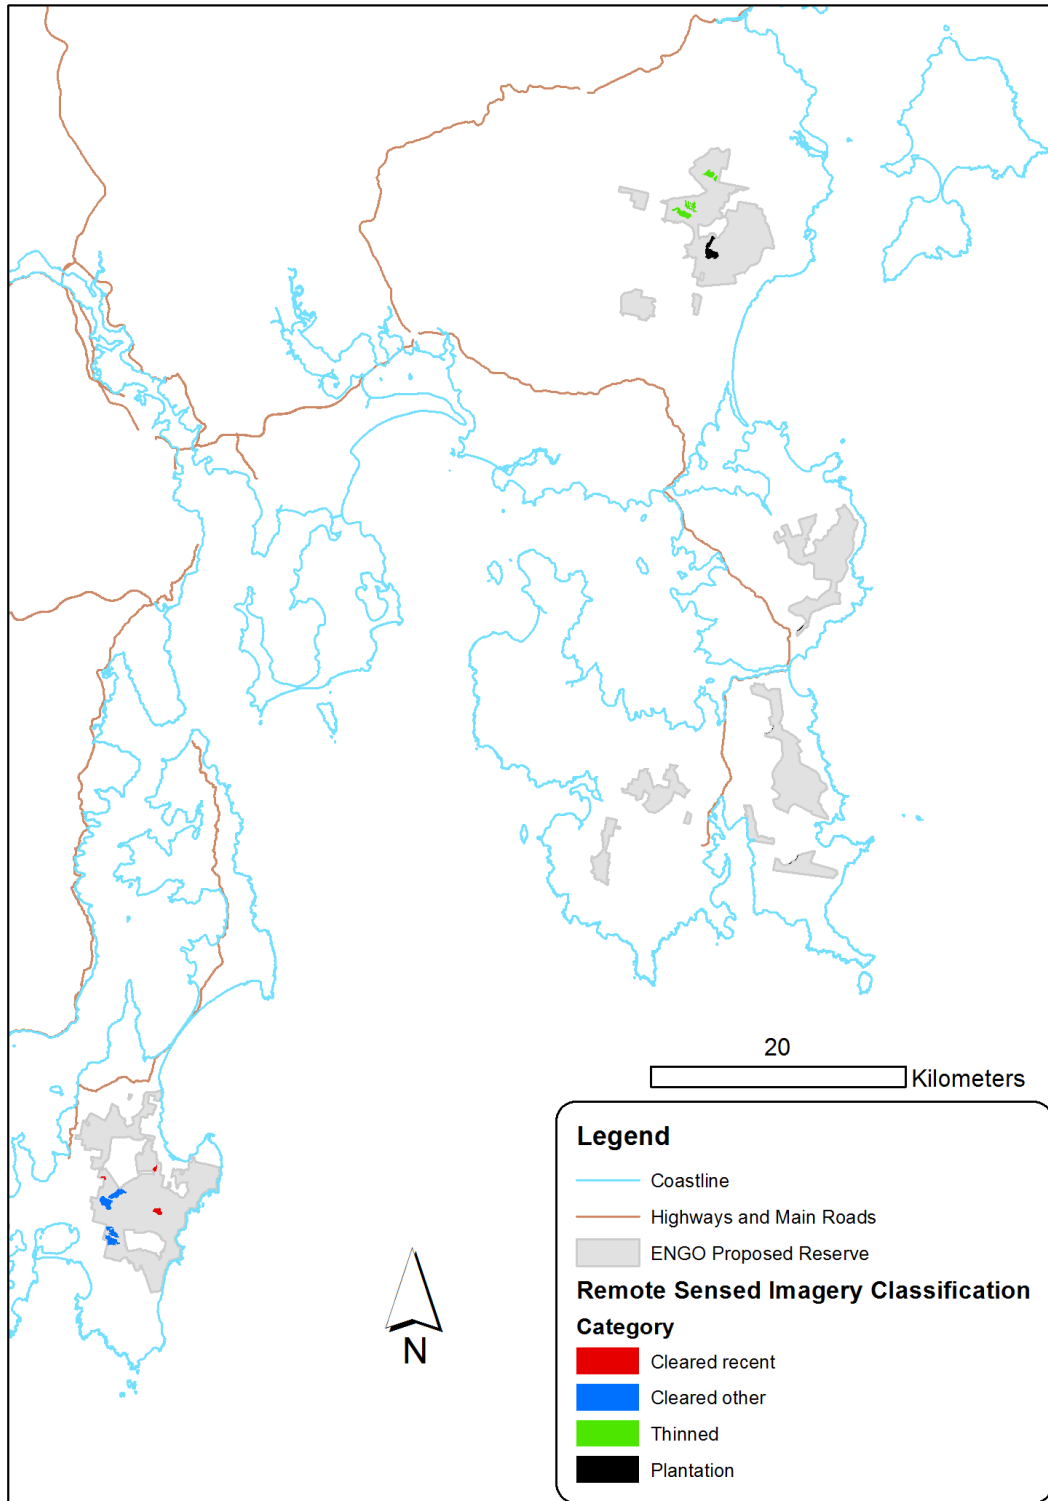 20
Kilometers
Legend
Coastline
Highways and Main Roads
ENGO Proposed Reserve
Remote Sensed Imagery Classification
Category
Cleared recent
Cleared other
Thinned
Plantation
N